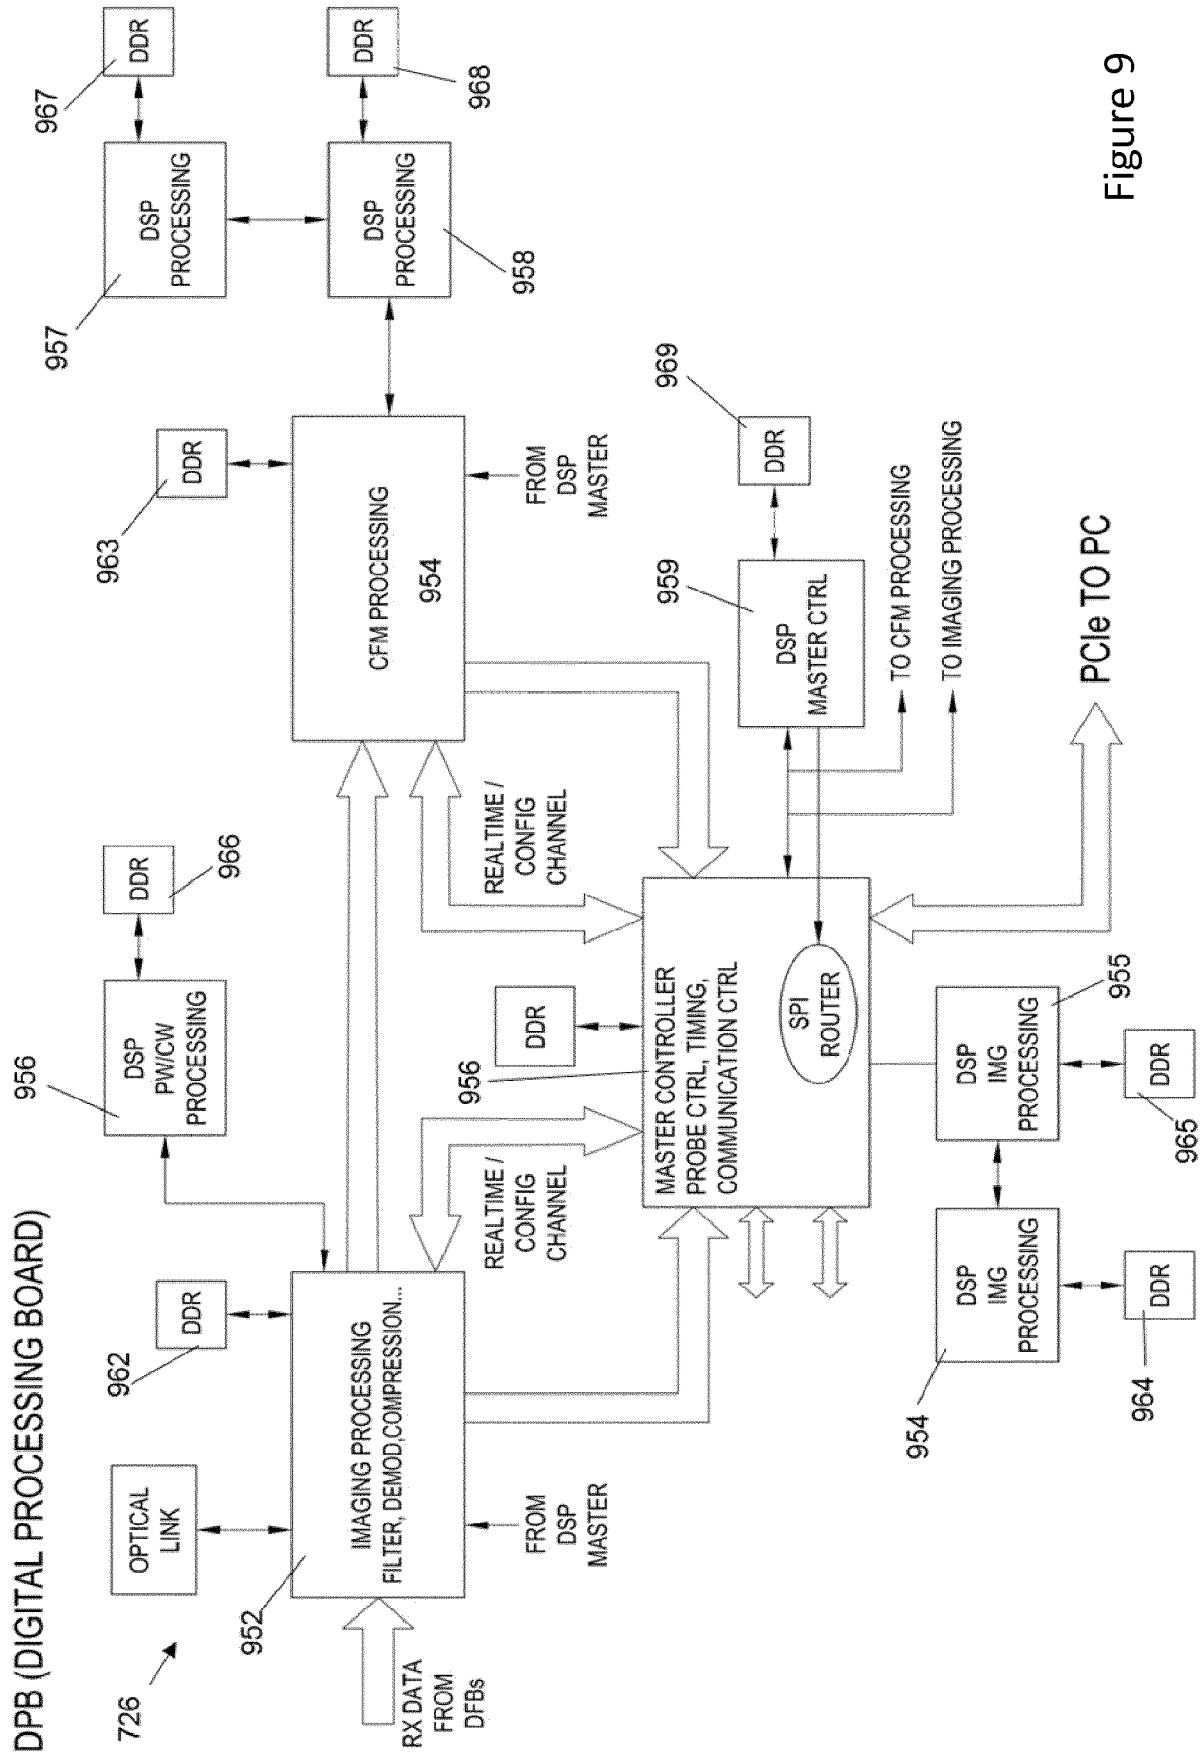 DPB (DIGITAL PROCESSING BOARD)
726
OPTICAL
LINK
962
DDR
956
DSP
PW/CW
PROCESSING
DDR
966
963
DDR
957
DSP
PROCESSING
967
DDR
DSP
PROCESSING
958
DDR
968
RX DATA
FROM
DFBs
952
IMAGING PROCESSING
FILTER, DEMOD,COMPRESSION...
FROM
DSP
MASTER
CFM PROCESSING
954
FROM
DSP
MASTER
REALTIME /
CONFIG
CHANNEL
REALTIME /
CONFIG
CHANNEL
956
DDR
MASTER CONTROLLER
PROBE CTRL, TIMING,
COMMUNICATION CTRL
SPI
ROUTER
959
DSP
MASTER CTRL
969
DDR
TO CFM PROCESSING
TO IMAGING PROCESSING
954
DSP
IMG
PROCESSING
964
DDR
DSP
IMG
PROCESSING
955
965
DDR
PCIe TO PC
Figure 9